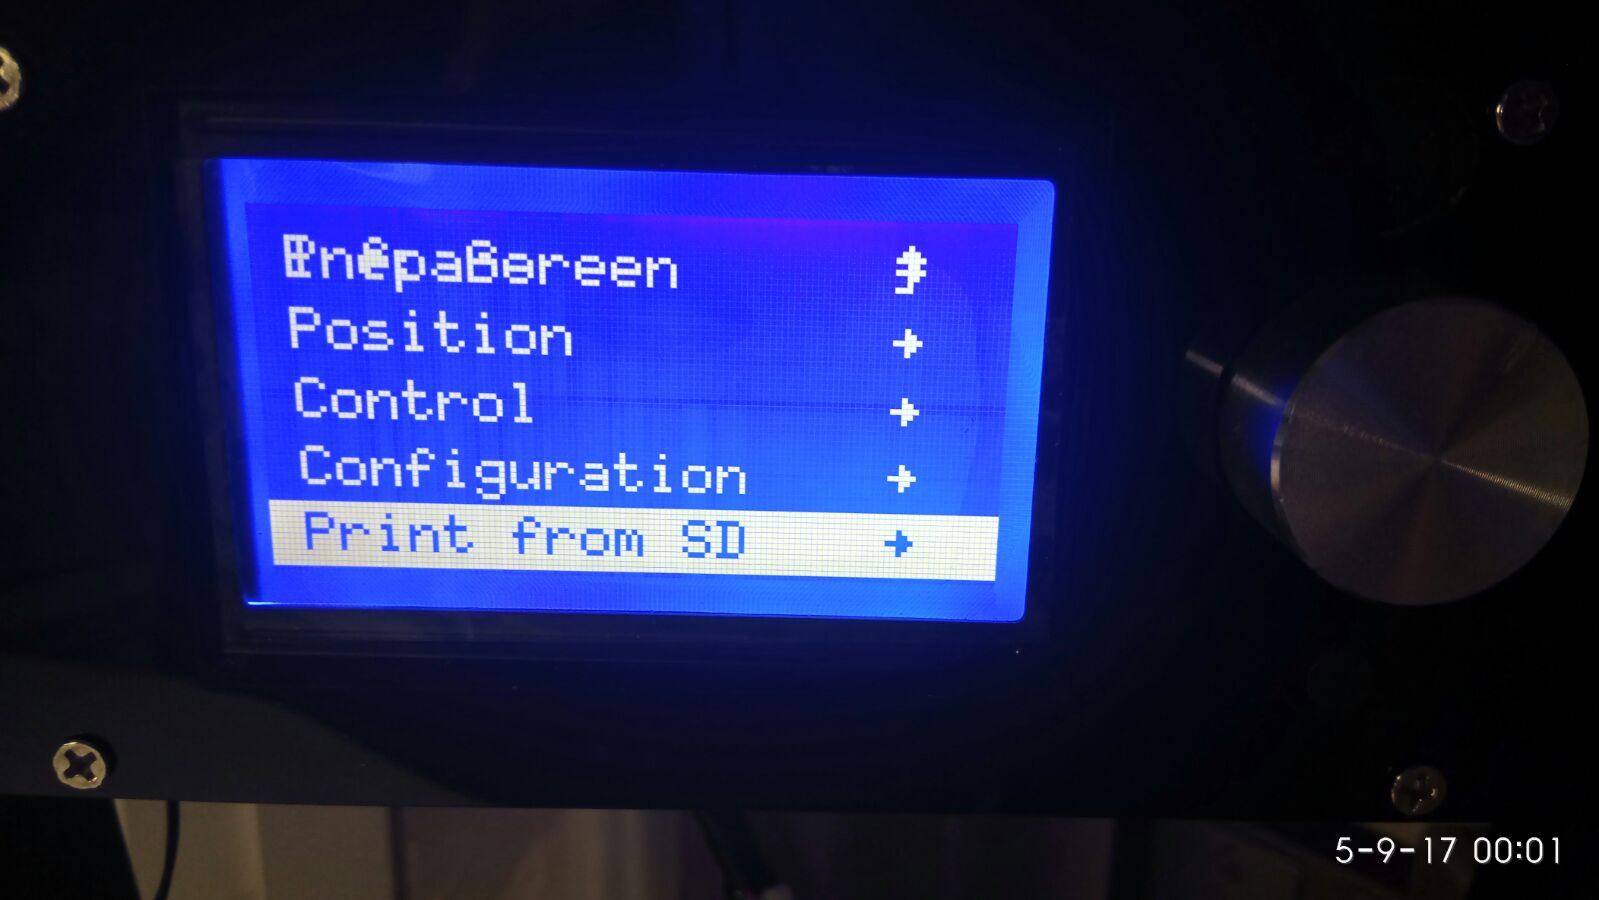 Position
Control
Configuration
Print from SD
5-9-17 00:01